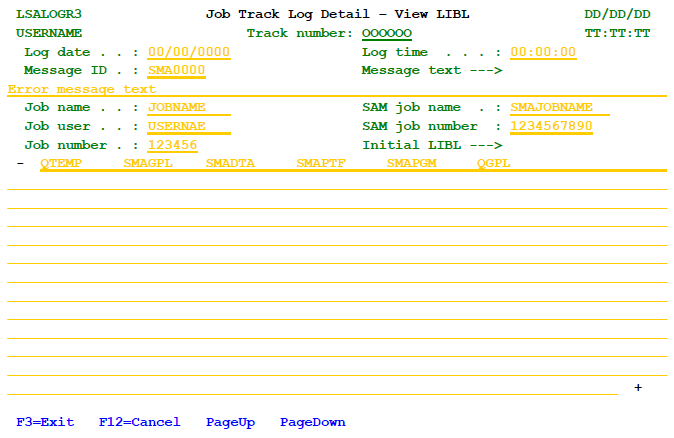 LSALOGR3 Job Track Log Detail – View LIBL DD/DD/DD
USERNAME Track number: OOOOOO TT:TT:TT
Log date . . : 00/00/0000 Log time . . . : 00:00:00
Message ID . : SMA0000 Message text --->
Error message text
Job name . . : JOBNAME SAM job name . : SMAJOBNAME
Job user . . : USERNAE SAM job number : 1234567890
Job number . : 123456 Initial LIBL --->
- QTEMP SMAGPL SMADTA SMAPTF SMAPGM QGPL
+
F3=Exit F12=Cancel PageUp PageDown